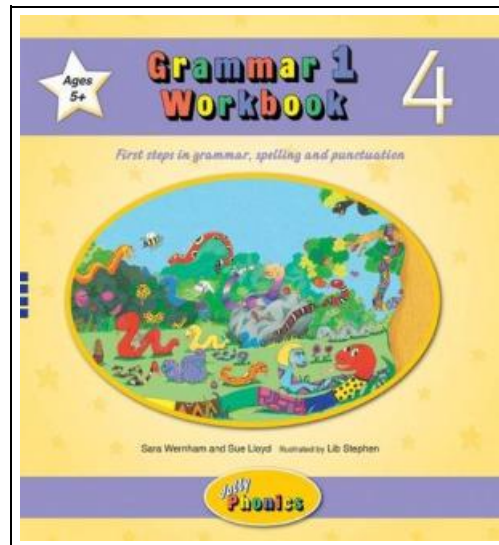 Ages
5+
Grammar 1
Workbook
4
First steps in grammar, spelling and punctuation
Sara Wernham and Sue Lloyd Illustrated by Lib Stephen
Jolly
Phonics